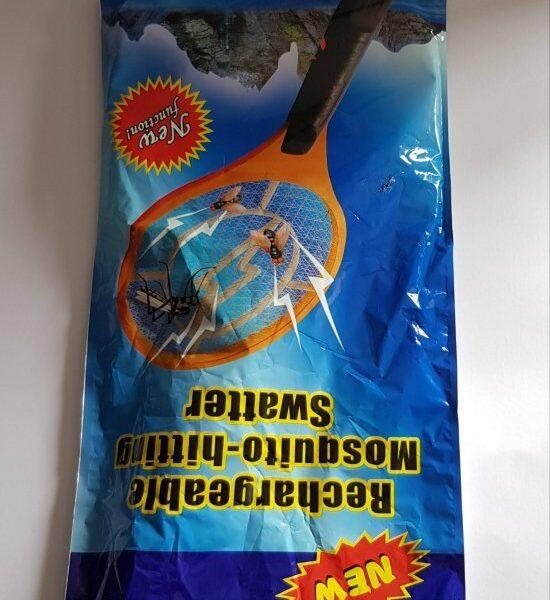 NEW
Rechargeable
Mosquito-hitting
Swatter
New
function!